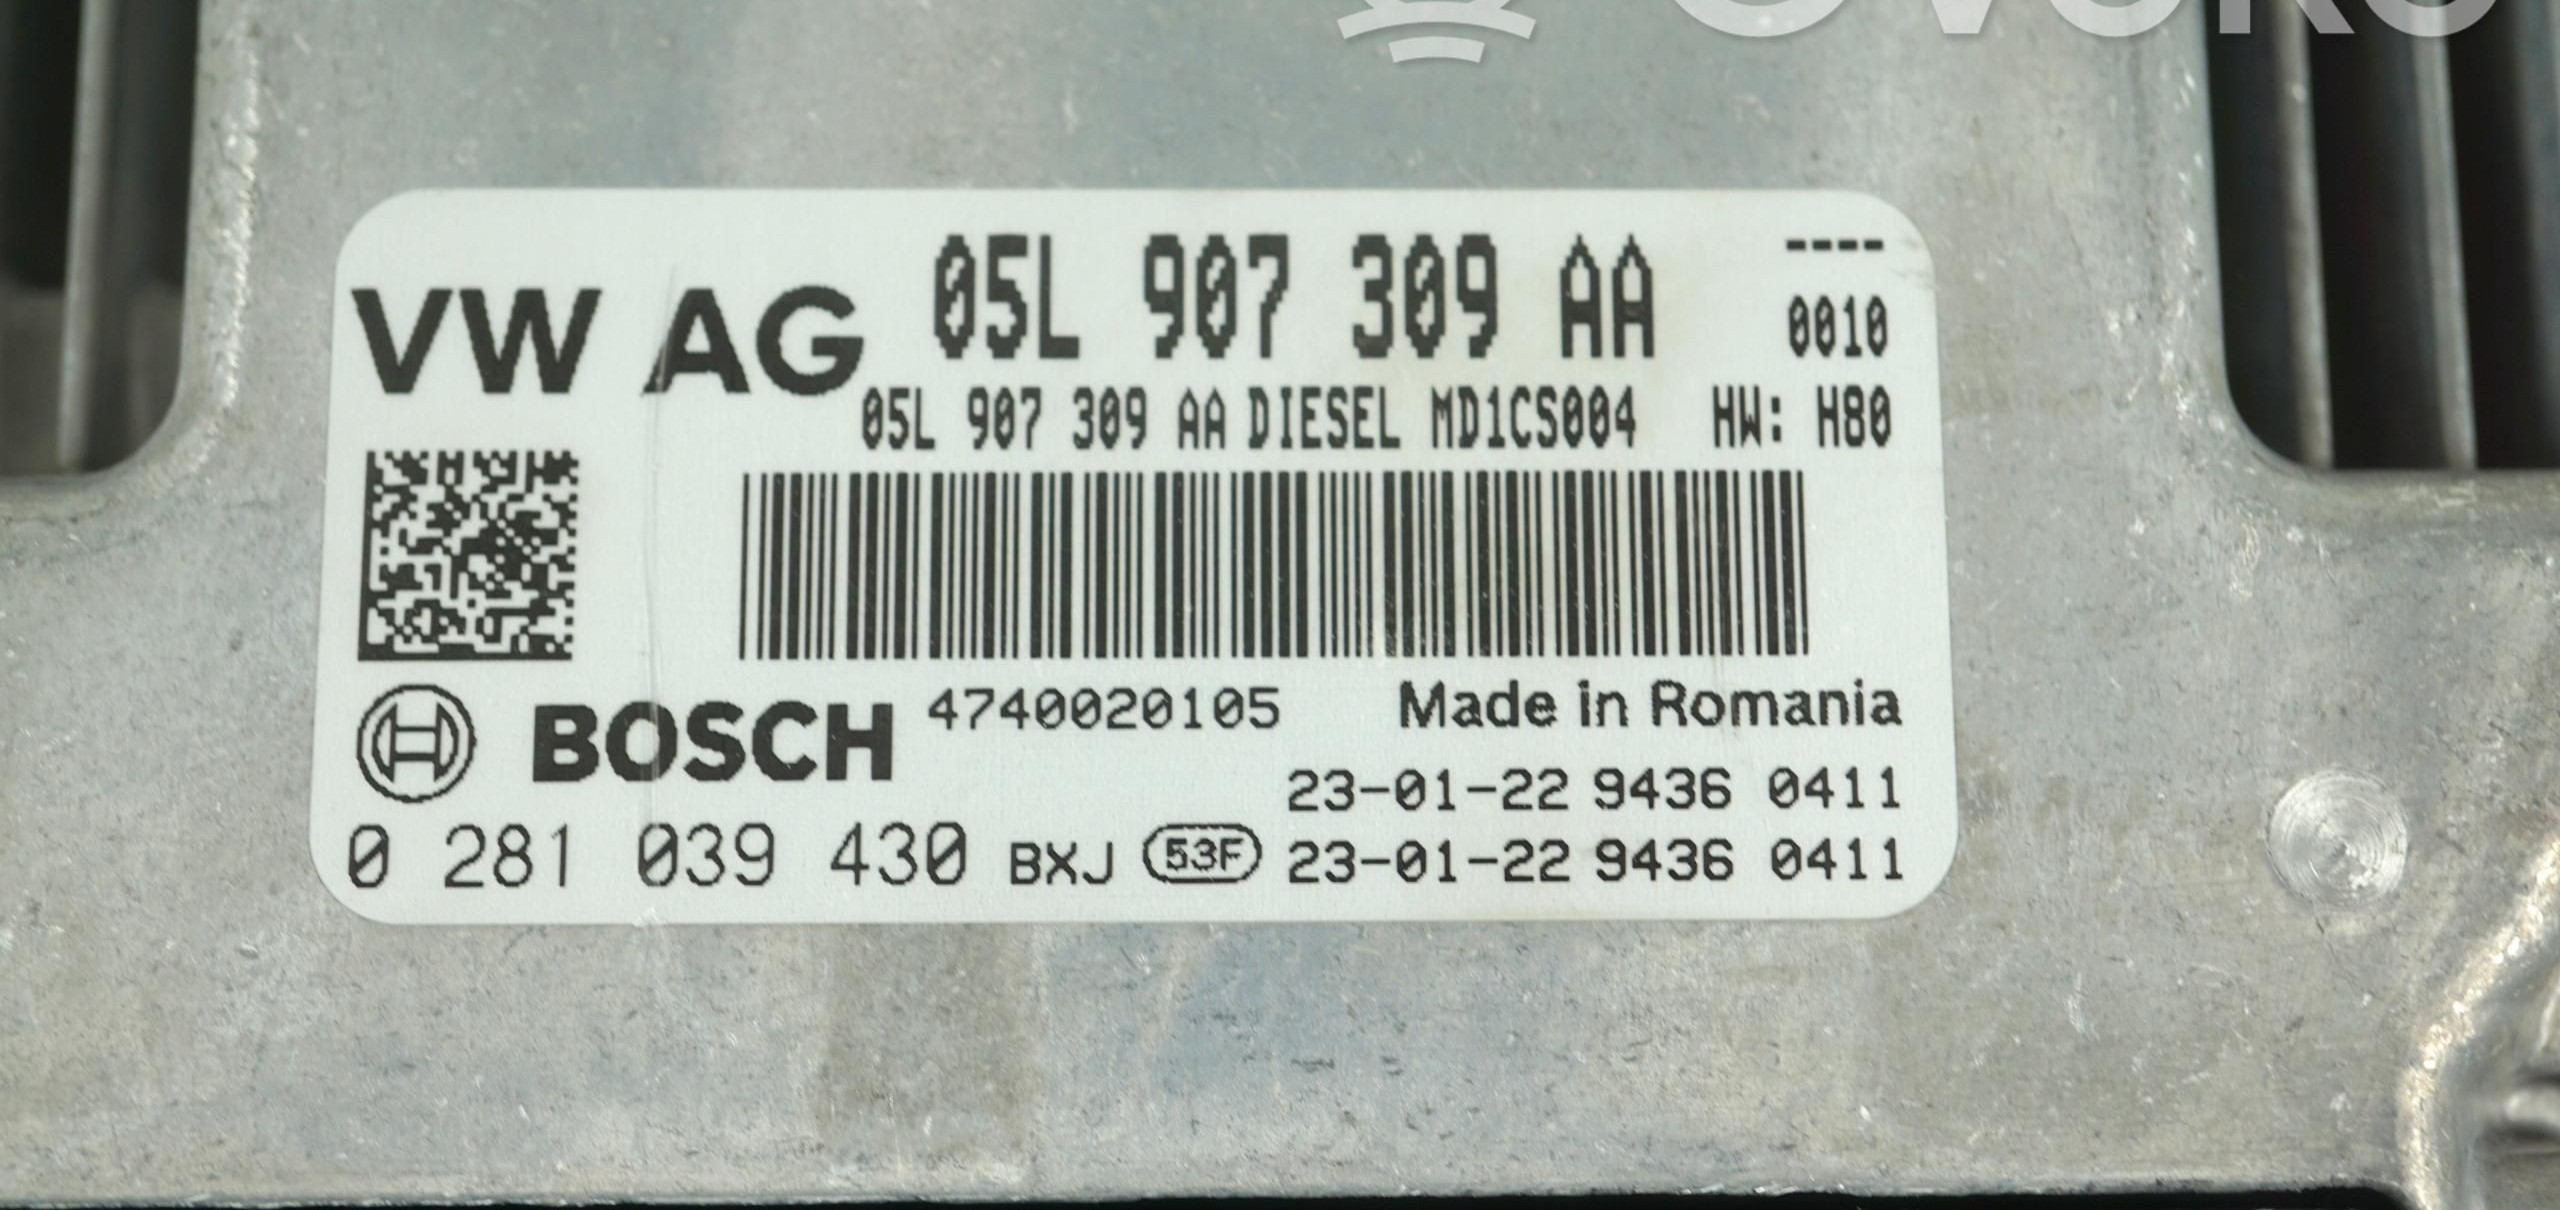 VW AG
05L 907 309 AA
----
0010
05L 907 309 AA DIESEL MD1CS004 HW: H80
BOSCH
4740020105
Made in Romania
23-01-22 9436 0411
0 281 039 430 BXJ 53F 23-01-22 9436 0411